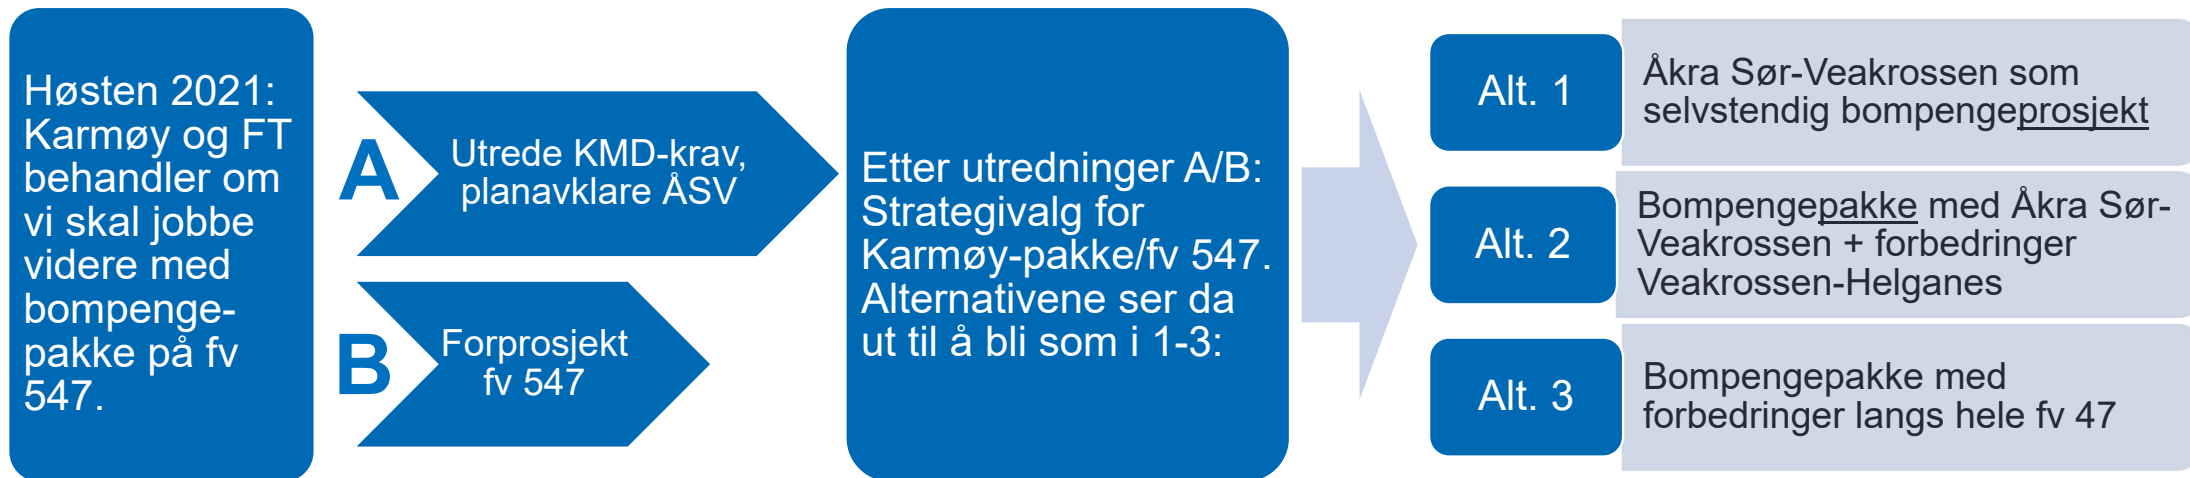 Høsten 2021:
Karmøy og FT
behandler om
vi skal jobbe
videre med
bompenge-
pakke på fv
547.
A
Utrede KMD-krav,
planavklare ÅSV
B
Forprosjekt
fv 547
Etter utredninger A/B:
Strategivalg for
Karmøy-pakke/fv 547.
Alternativene ser da
ut til å bli som i 1-3:
Alt. 1
Åkra Sør-Veakrossen som
selvstendig bompengeprosjekt
Alt. 2
Bompengepakke med Åkra Sør-
Veakrossen + forbedringer
Veakrossen-Helganes
Alt. 3
Bompengepakke med
forbedringer langs hele fv 47